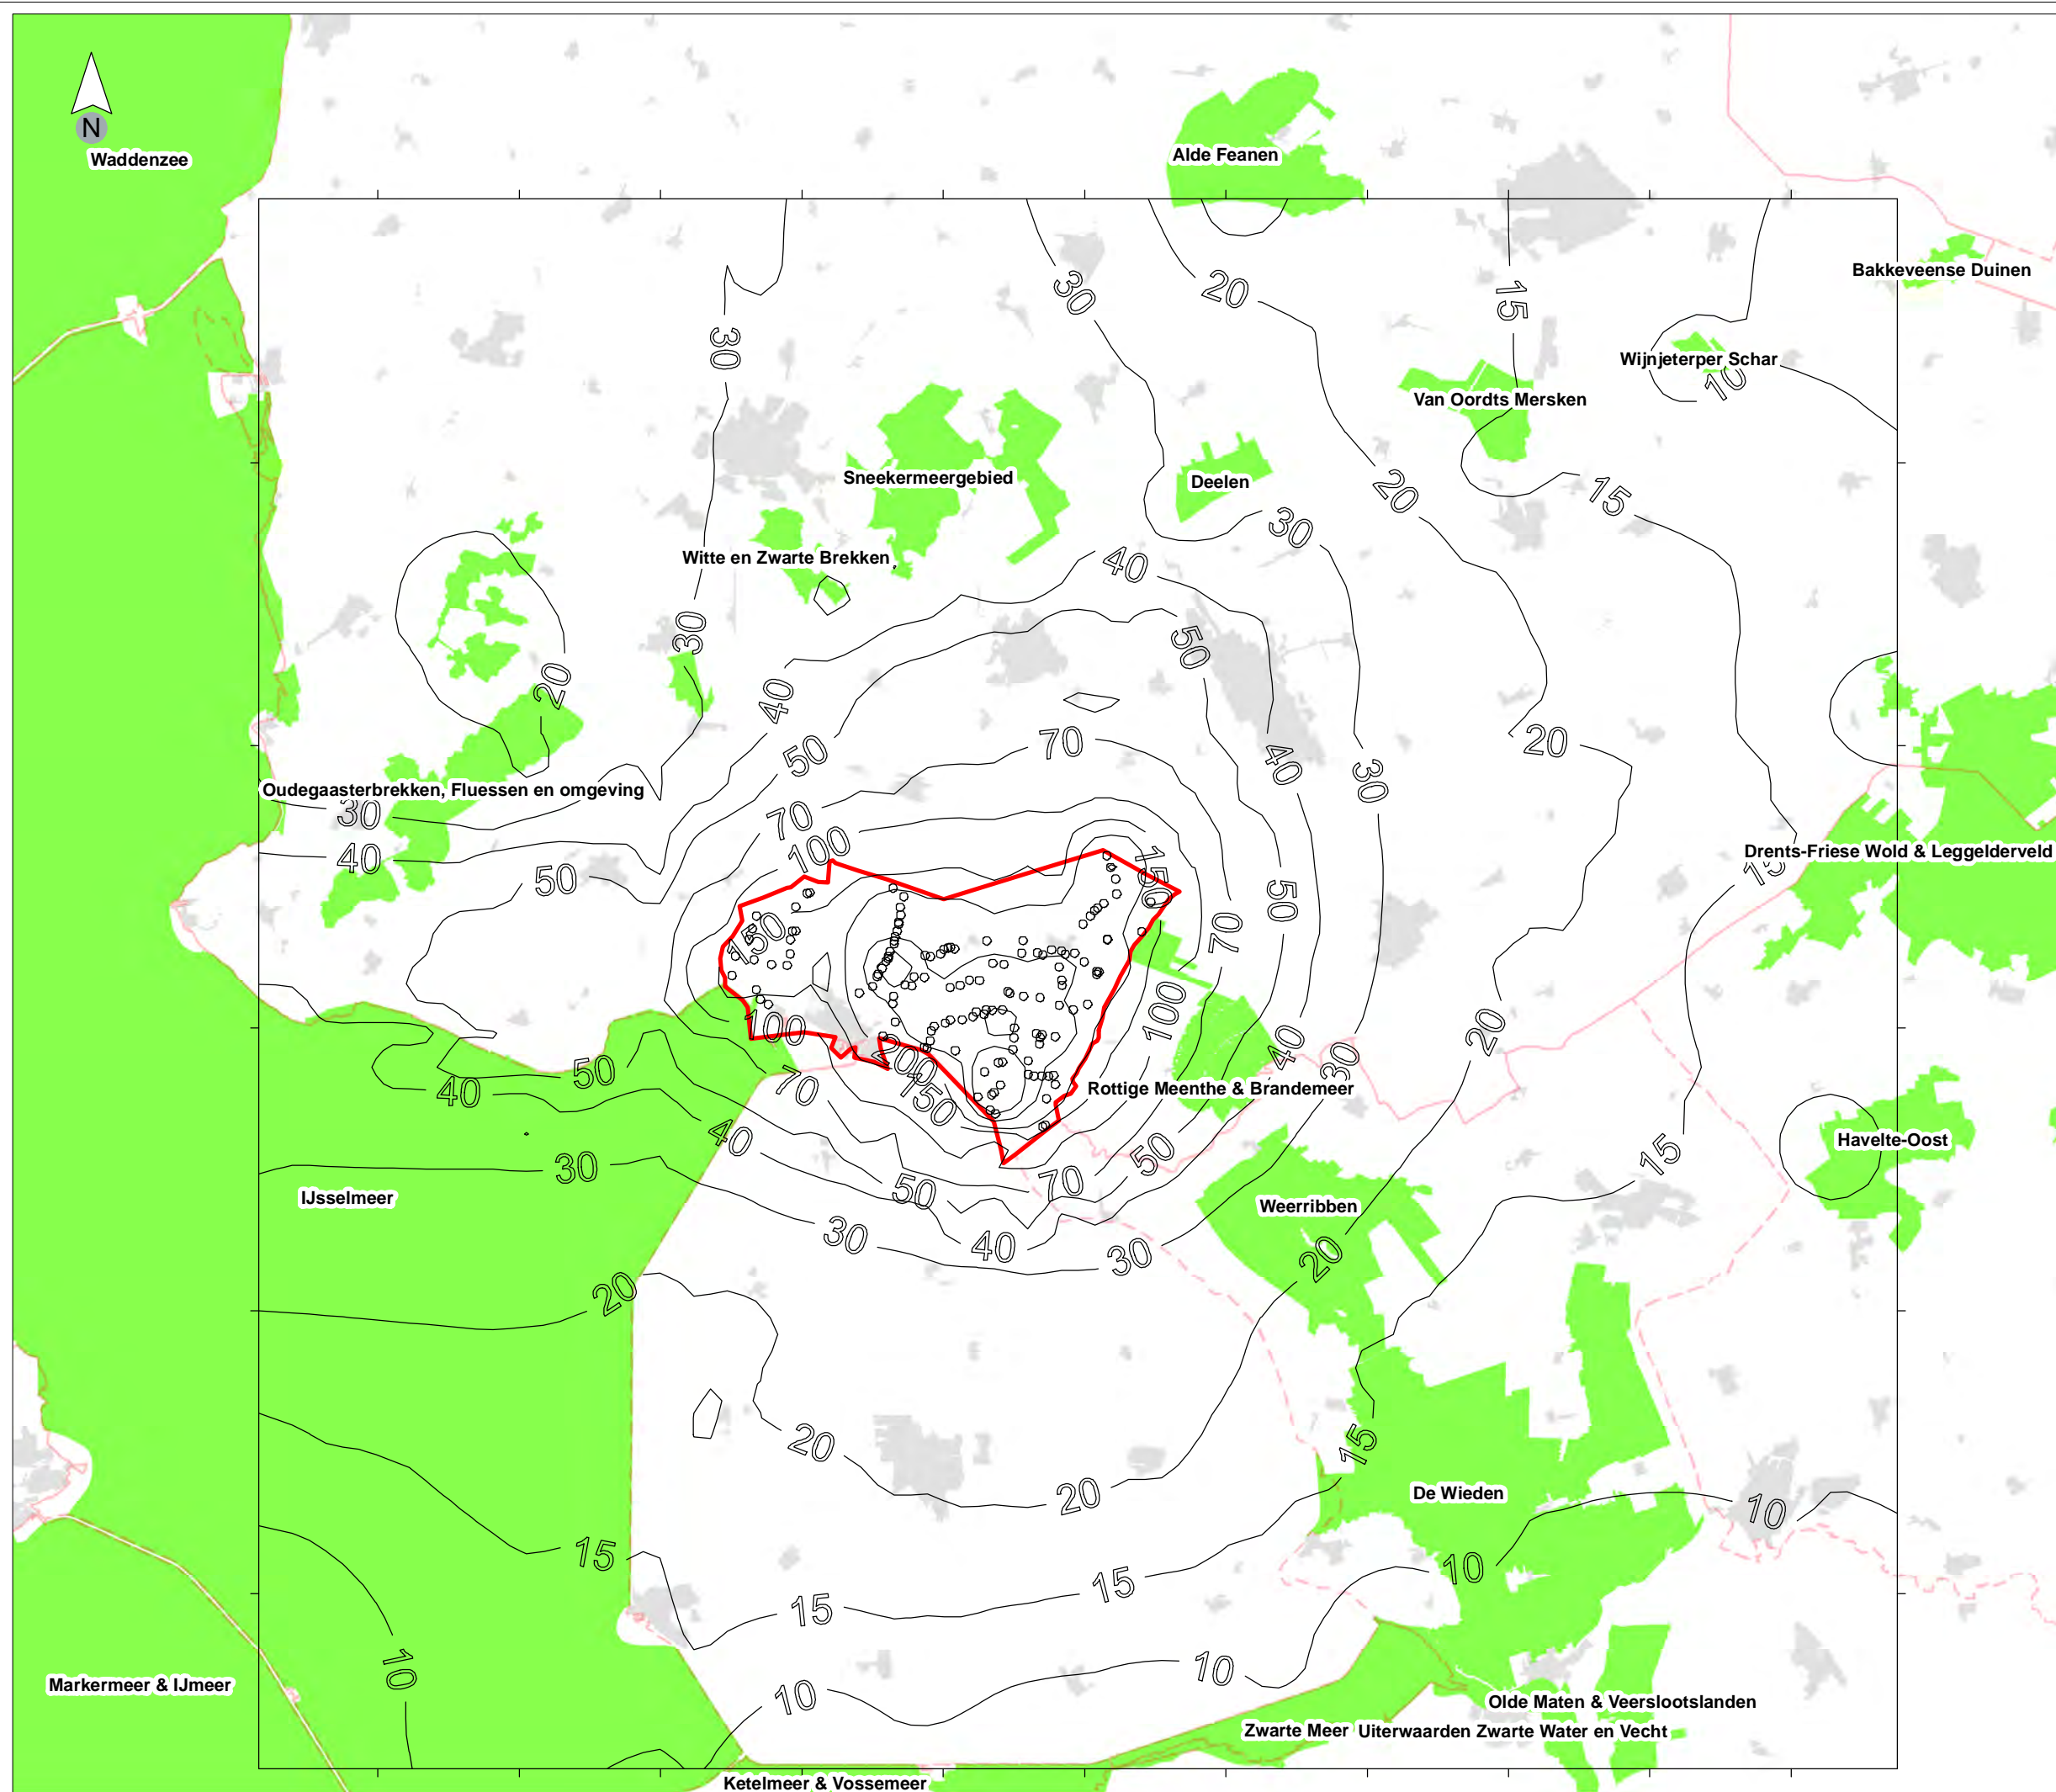 N
Waddenzee
Alde Feanen
Bakkeveense Duinen
30
20
15
30
Wijnjeterper Schar
10
Van Oordts Mersken
Sneekermeergebied
Deelen
20
15
30
Witte en Zwarte Brekken
40
30
50
20
40
70
20
50
40
30
Oudegaasterbrekken, Fluessen en omgeving
30
70
100
40
150
Drents-Friese Wold & Leggelderveld
15
50
50
150
70
100
100
20
200
40
30
50
40
70
150
Rottige Meenthe & Brandemeer
40
50
15
Havelte-Oost
30
IJsselmeer
50
70
Weerribben
30
40
30
20
20
20
15
20
De Wieden
10
15
10
15
15
10
10
10
Markermeer & IJmeer
Olde Maten & Veerslootslanden
Zwarte Meer
Uiterwaarden Zwarte Water en Vecht
Ketelmeer & Vossemeer